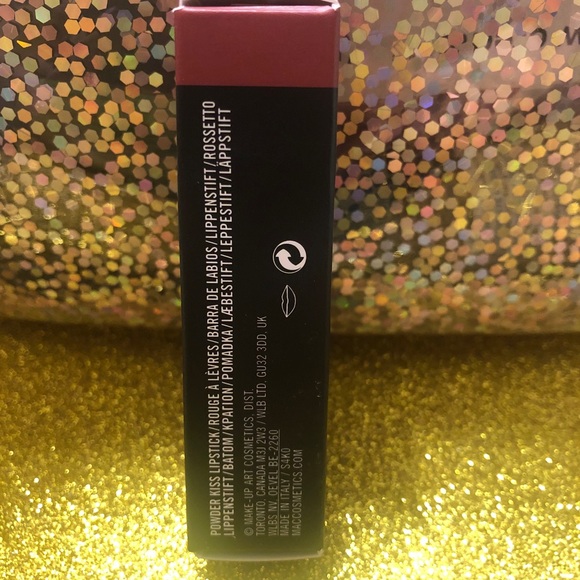 POWDER KISS LIPSTICK/ROUGE À LÈVRES/BARRA DE LABIOS/LIPPENSTIFT/ROSSETTO
LIPPENSTIFT/BATOM/ΚΡΑΓΙΟΝ/POMADKA/LÆBESTIFT/LEPPESTIFT/LÄPPSTIFT
© MAKE-UP ART COSMETICS, DIST.
TORONTO, CANADA M3J 2W3 / WLB LTD, GU32 3DD, UK
WLBS NV, OEVEL BE-2260
MADE IN ITALY / S4K0
MACCOSMETICS.COM